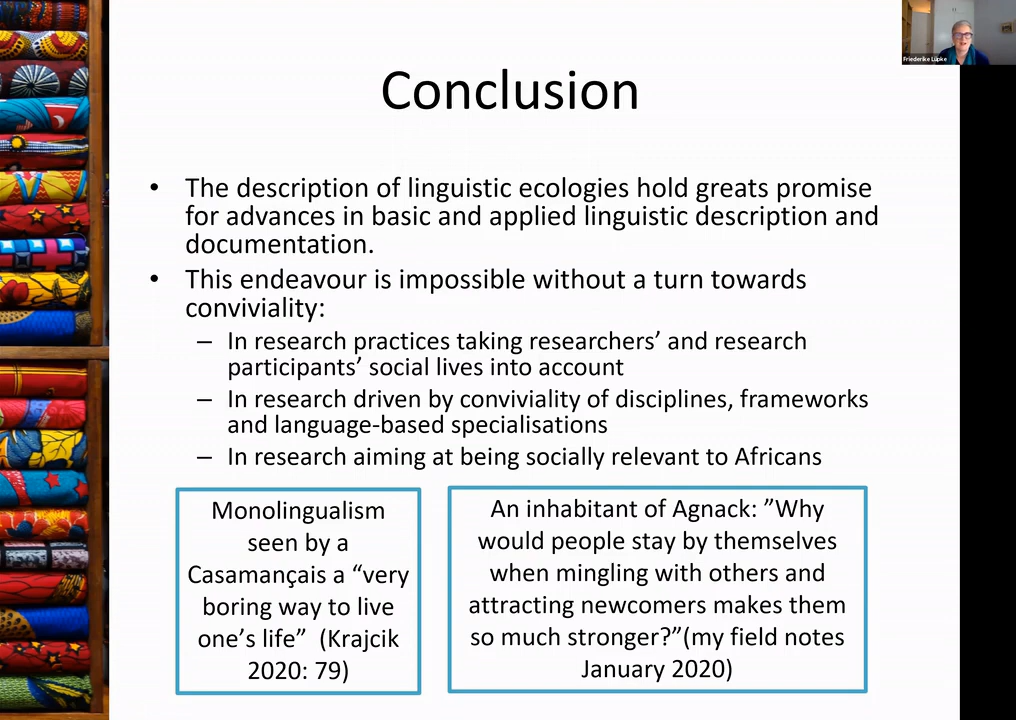 Friederike Lüpke
Conclusion
• The description of linguistic ecologies hold greats promise
for advances in basic and applied linguistic description and
documentation.
• This endeavour is impossible without a turn towards
conviviality:
– In research practices taking researchers’ and research
participants’ social lives into account
– In research driven by conviviality of disciplines, frameworks
and language-based specialisations
– In research aiming at being socially relevant to Africans
Monolingualism
seen by a
Casamançais a “very
boring way to live
one’s life” (Krajcik
2020: 79)
An inhabitant of Agnack: ”Why
would people stay by themselves
when mingling with others and
attracting newcomers makes them
so much stronger?”(my field notes
January 2020)